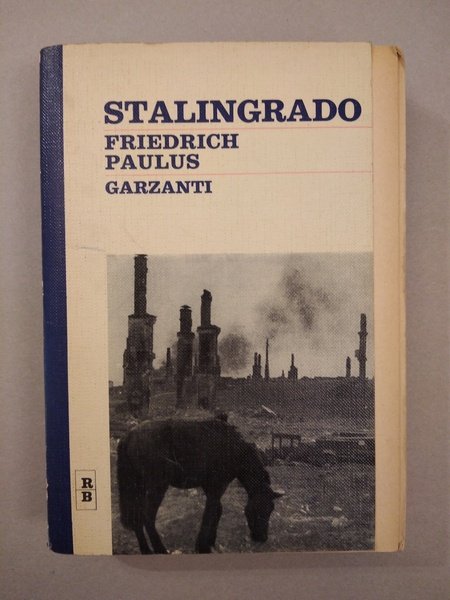 STALINGRADO
FRIEDRICH
PAULUS
GARZANTI
R
B